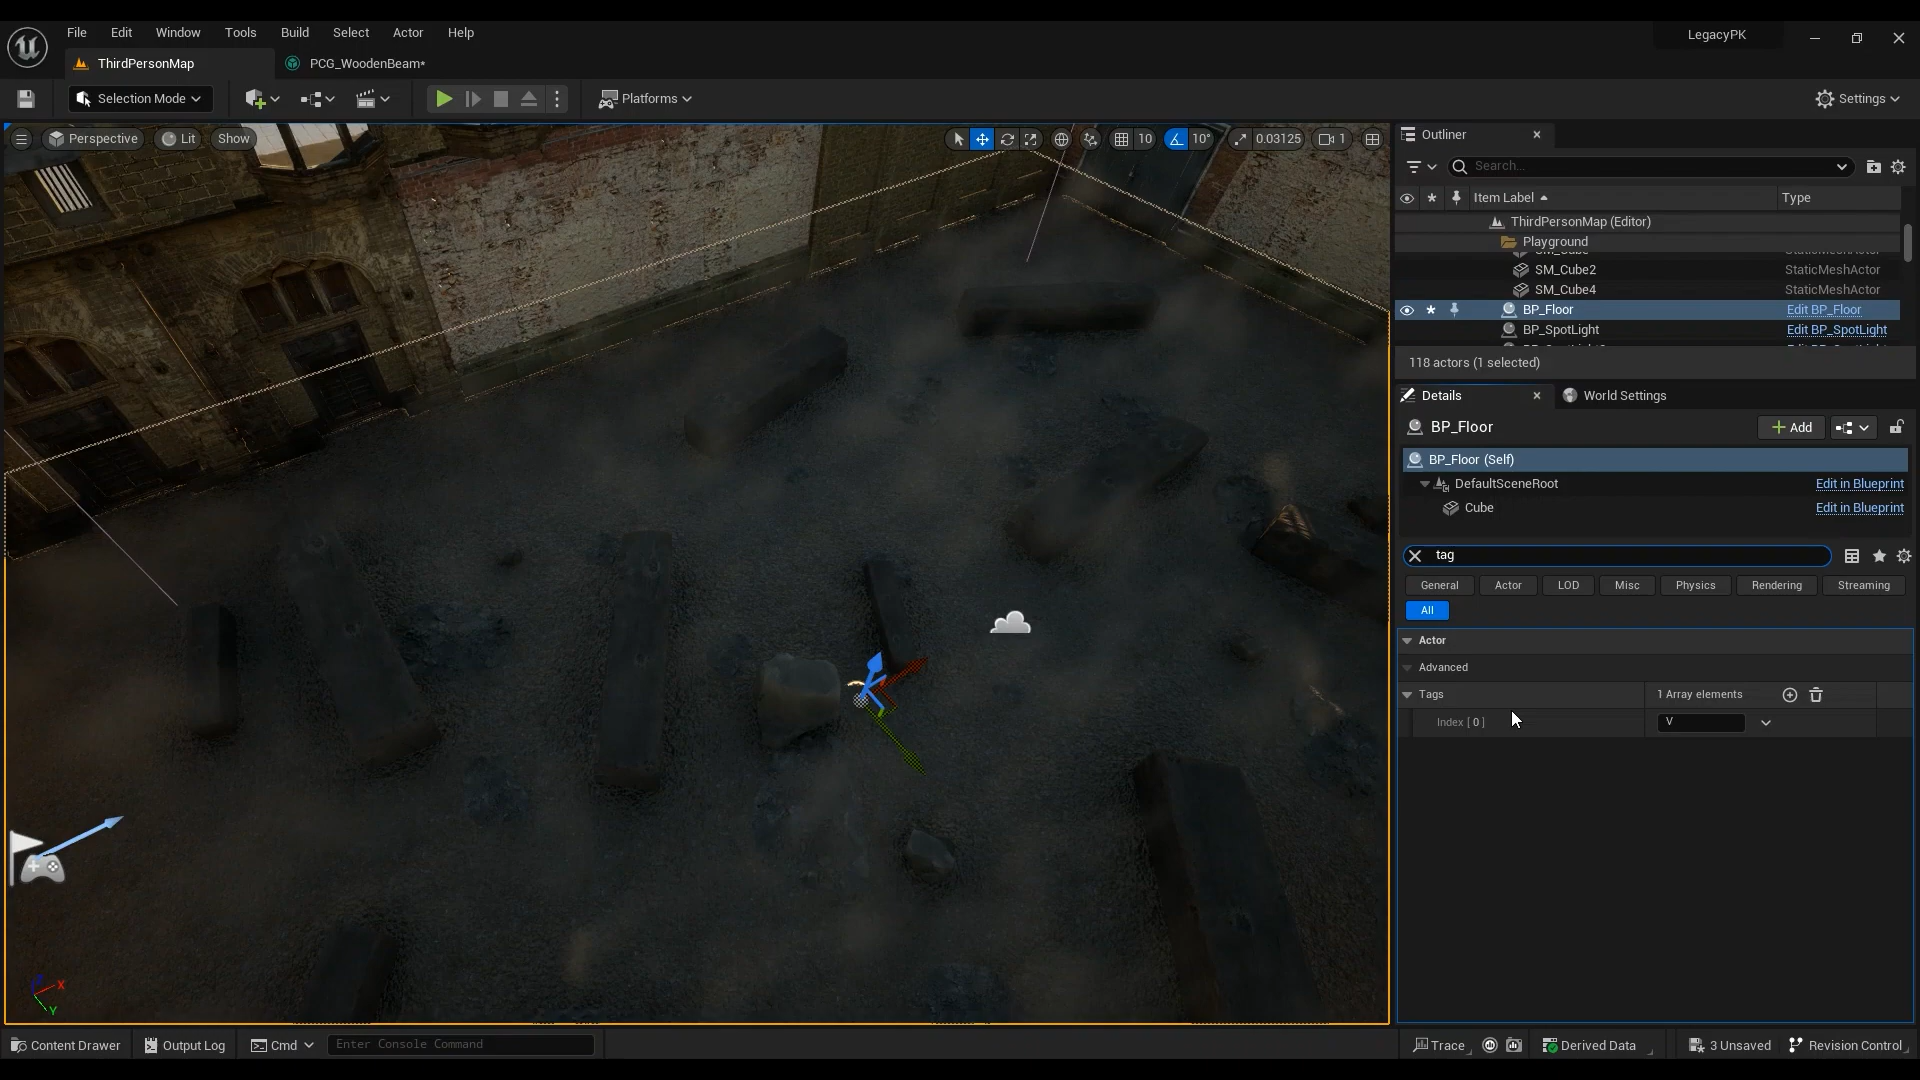 File Edit Window Tools Build Select Actor Help
LegacyPK
ThirdPersonMap
PCG_WoodenBeam*
Selection Mode
Platforms
Settings
Perspective
Lit
Show
10
10°
0.03125
1
Outliner
Search...
Item Label
Type
ThirdPersonMap (Editor)
Playground
SM_Cube StaticMeshActor
SM_Cube2 StaticMeshActor
SM_Cube4 StaticMeshActor
BP_Floor Edit BP_Floor
BP_SpotLight Edit BP_SpotLight
118 actors (1 selected)
Details
World Settings
BP_Floor
Add
BP_Floor (Self)
DefaultSceneRoot Edit in Blueprint
Cube Edit in Blueprint
tag
General Actor LOD Misc Physics Rendering Streaming
All
Actor
Advanced
Tags 1 Array elements
Index [ 0 ] V
X
Y
Content Drawer
Output Log
Cmd
Enter Console Command
Trace
Derived Data
3 Unsaved
Revision Control